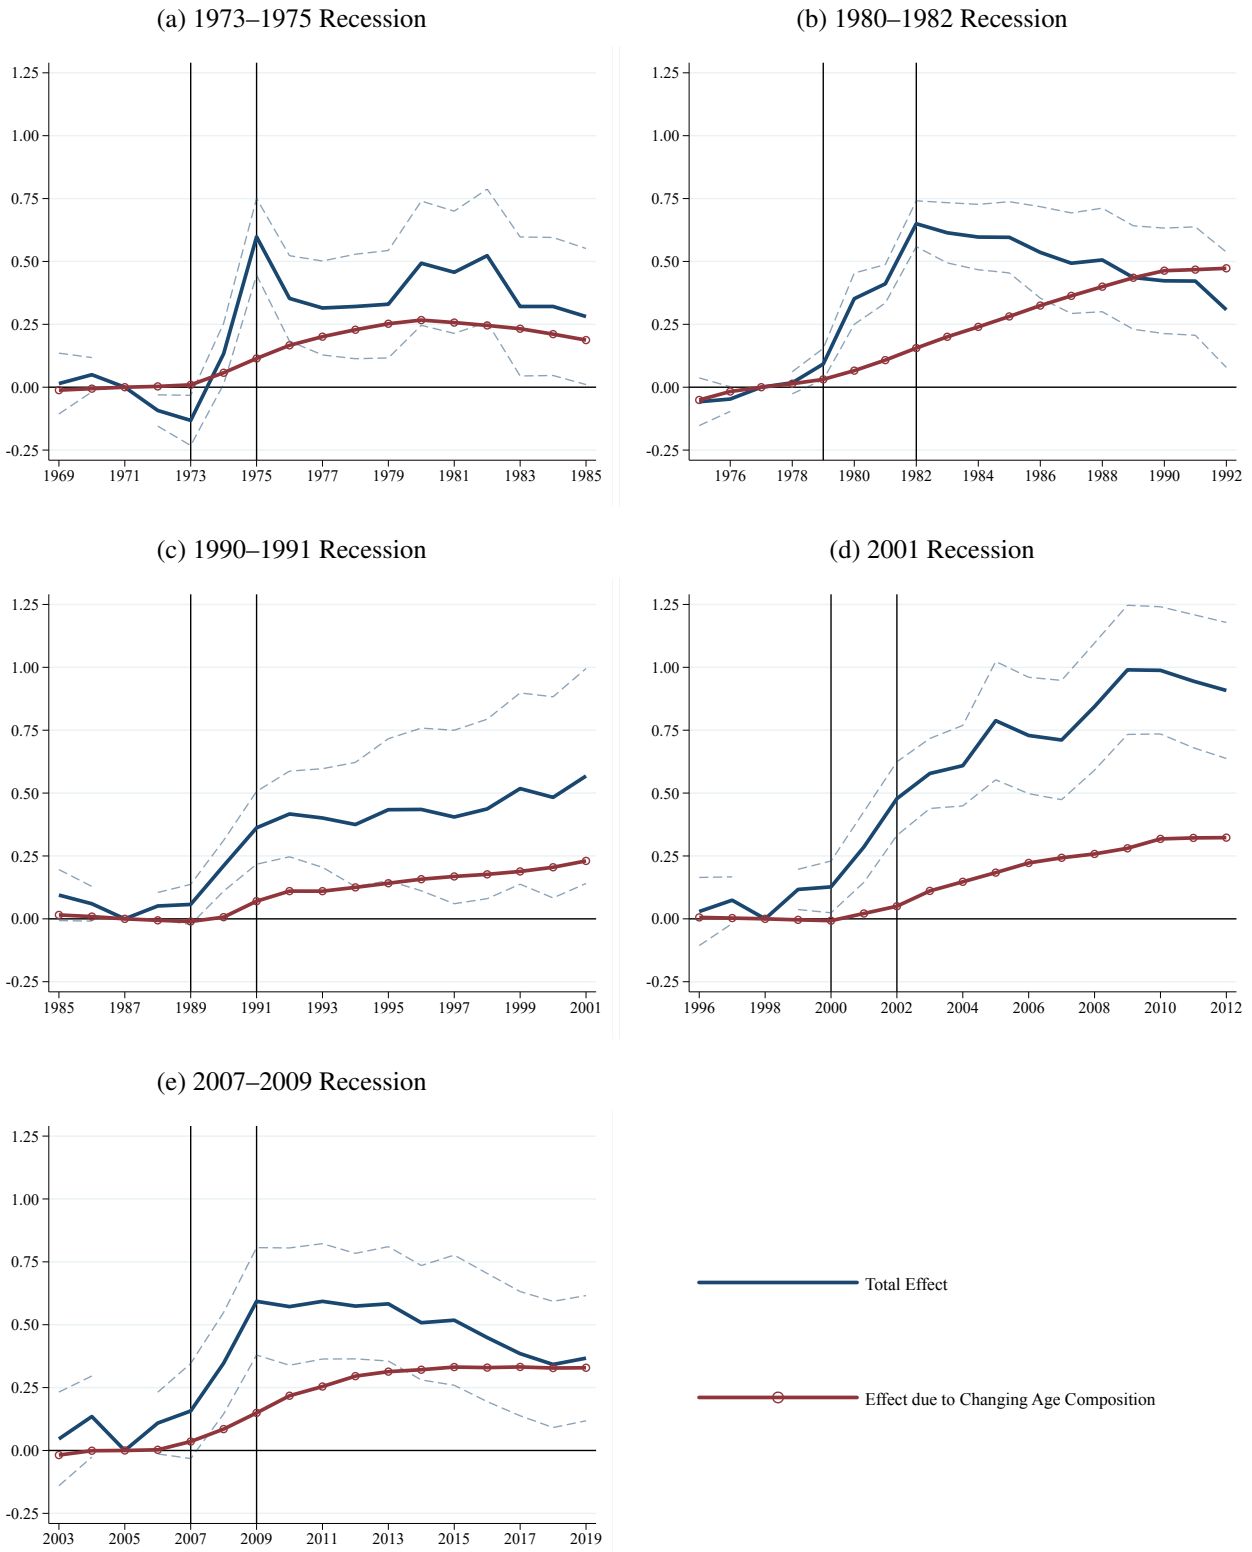 (a) 1973–1975 Recession
1.25
1.00
0.75
0.50
0.25
0.00
-0.25
1969 1971 1973 1975 1977 1979 1981 1983 1985
(b) 1980–1982 Recession
1.25
1.00
0.75
0.50
0.25
0.00
-0.25
1976 1978 1980 1982 1984 1986 1988 1990 1992
(c) 1990–1991 Recession
1.25
1.00
0.75
0.50
0.25
0.00
-0.25
1985 1987 1989 1991 1993 1995 1997 1999 2001
(d) 2001 Recession
1.25
1.00
0.75
0.50
0.25
0.00
-0.25
1996 1998 2000 2002 2004 2006 2008 2010 2012
(e) 2007–2009 Recession
1.25
1.00
0.75
0.50
0.25
0.00
-0.25
2003 2005 2007 2009 2011 2013 2015 2017 2019
Total Effect
Effect due to Changing Age Composition